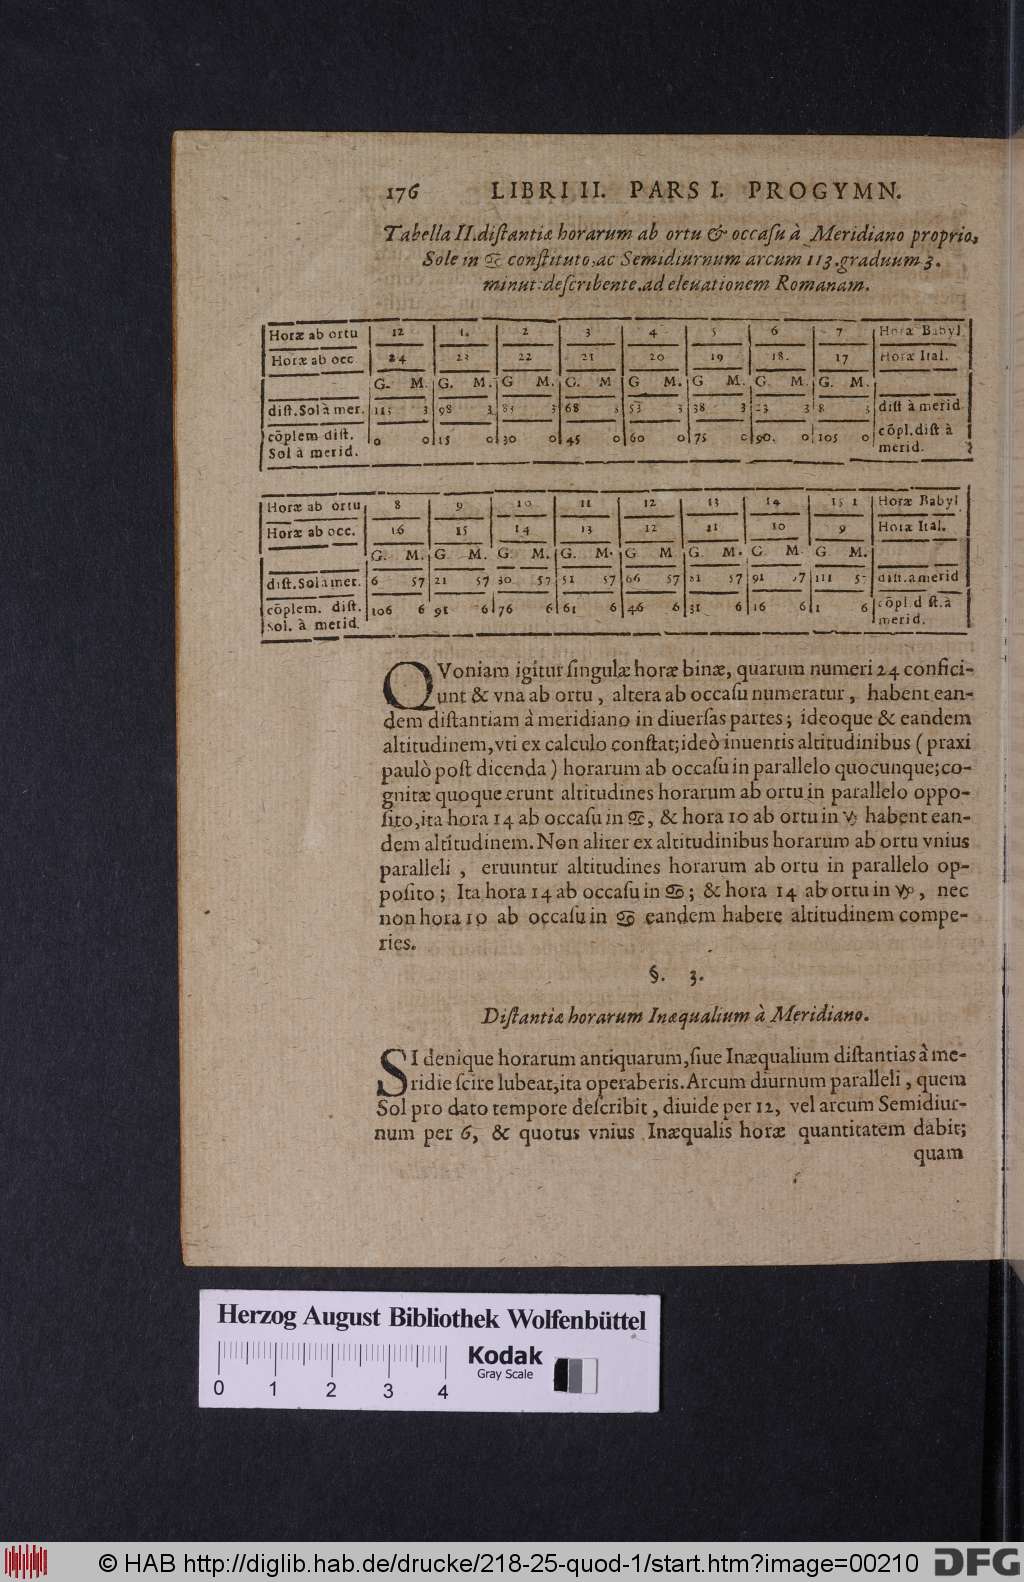 176 LIBRI II. PARS I. PROGYMN.
Tabella II. distantiæ horarum ab ortu & occasu à Meridiano proprio,
Sole in ♋ constituto, ac Semidiurnum arcum 113. graduum 3.
minut: describente. ad eleuationem Romanam.
Horæ ab ortu 12 1. 2 3 4 5 6 7 Horæ Babyl.
Horæ ab occ 24 23 22 21 20 19 18. 17 Horæ Ital.
G. M. G. M. G M. G. M G M. G M. G. M. G. M.
dist. Sol à mer. 113 3 98 3 83 3 68 3 53 3 38 3 23 3 8 3 dist à merid
cōplem dist. 0 0 15 0 30 0 45 0 60 0 75 0 90. 0 105 0 cōpl. dist à
Sol à merid. merid.
Horæ ab ortu 8 9 10 11 12 13 14 15 Horæ Babyl
Horæ ab occ. 16 15 14 13 12 11 10 9 Horæ Ital.
G. M. G. M. G. M. G. M. G M. G. M. G. M. G M.
dist. Sol à mer. 6 57 21 57 57 51 57 66 57 81 57 91 57 111 57 dist. a merid
cōplem. dist. 106 6 91 6 76 6 61 6 46 6 31 6 16 6 1 6 cōpl dist. à
Sol. à merid. merid.
QVoniam igitur singulæ horæ binæ, quarum numeri 24 confici-
unt & vna ab ortu, altera ab occasu numeratur, habent ean-
dem distantiam à meridiano in diuersas partes; ideoque & eandem
altitudinem, vti ex calculo constat; ideò inuentis altitudinibus ( praxi
paulò post dicenda ) horarum ab occasu in parallelo quocunque; co-
gnitæ quoque erunt altitudines horarum ab ortu in parallelo oppo-
sito, ita hora 14 ab occasu in ♋, & hora 10 ab ortu in ♑ habent ean-
dem altitudinem. Non aliter ex altitudinibus horarum ab ortu vnius
paralleli, eruuntur altitudines horarum ab ortu in parallelo op-
posito; Ita hora 14 ab occasu in ♋; & hora 14 ab ortu in ♑, nec
non hora 10 ab occasu in ♋ eandem habere altitudinem compe-
ries.
§. 3.
Distantiæ horarum Inæqualium à Meridiano.
SI denique horarum antiquarum, siue Inæqualium distantias à me-
ridie scire lubeat, ita operaberis. Arcum diurnum paralleli, quem
Sol pro dato tempore describit, diuide per 12, vel arcum Semidiur-
num per 6, & quotus vnius Inæqualis horæ quantitatem dabit;
quam
Herzog August Bibliothek Wolfenbüttel
Kodak
Gray Scale
0 1 2 3 4
© HAB http://diglib.hab.de/drucke/218-25-quod-1/start.htm?image=00210 DFG